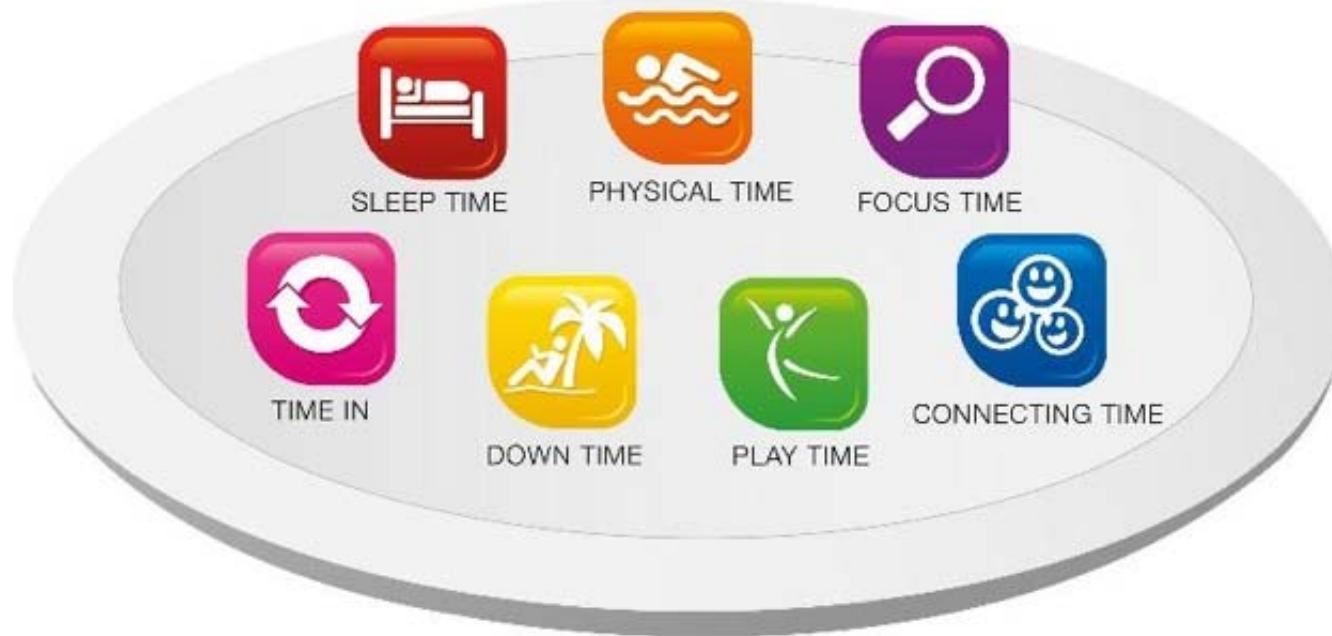 SLEEP TIME
PHYSICAL TIME
FOCUS TIME
TIME IN
DOWN TIME
PLAY TIME
CONNECTING TIME